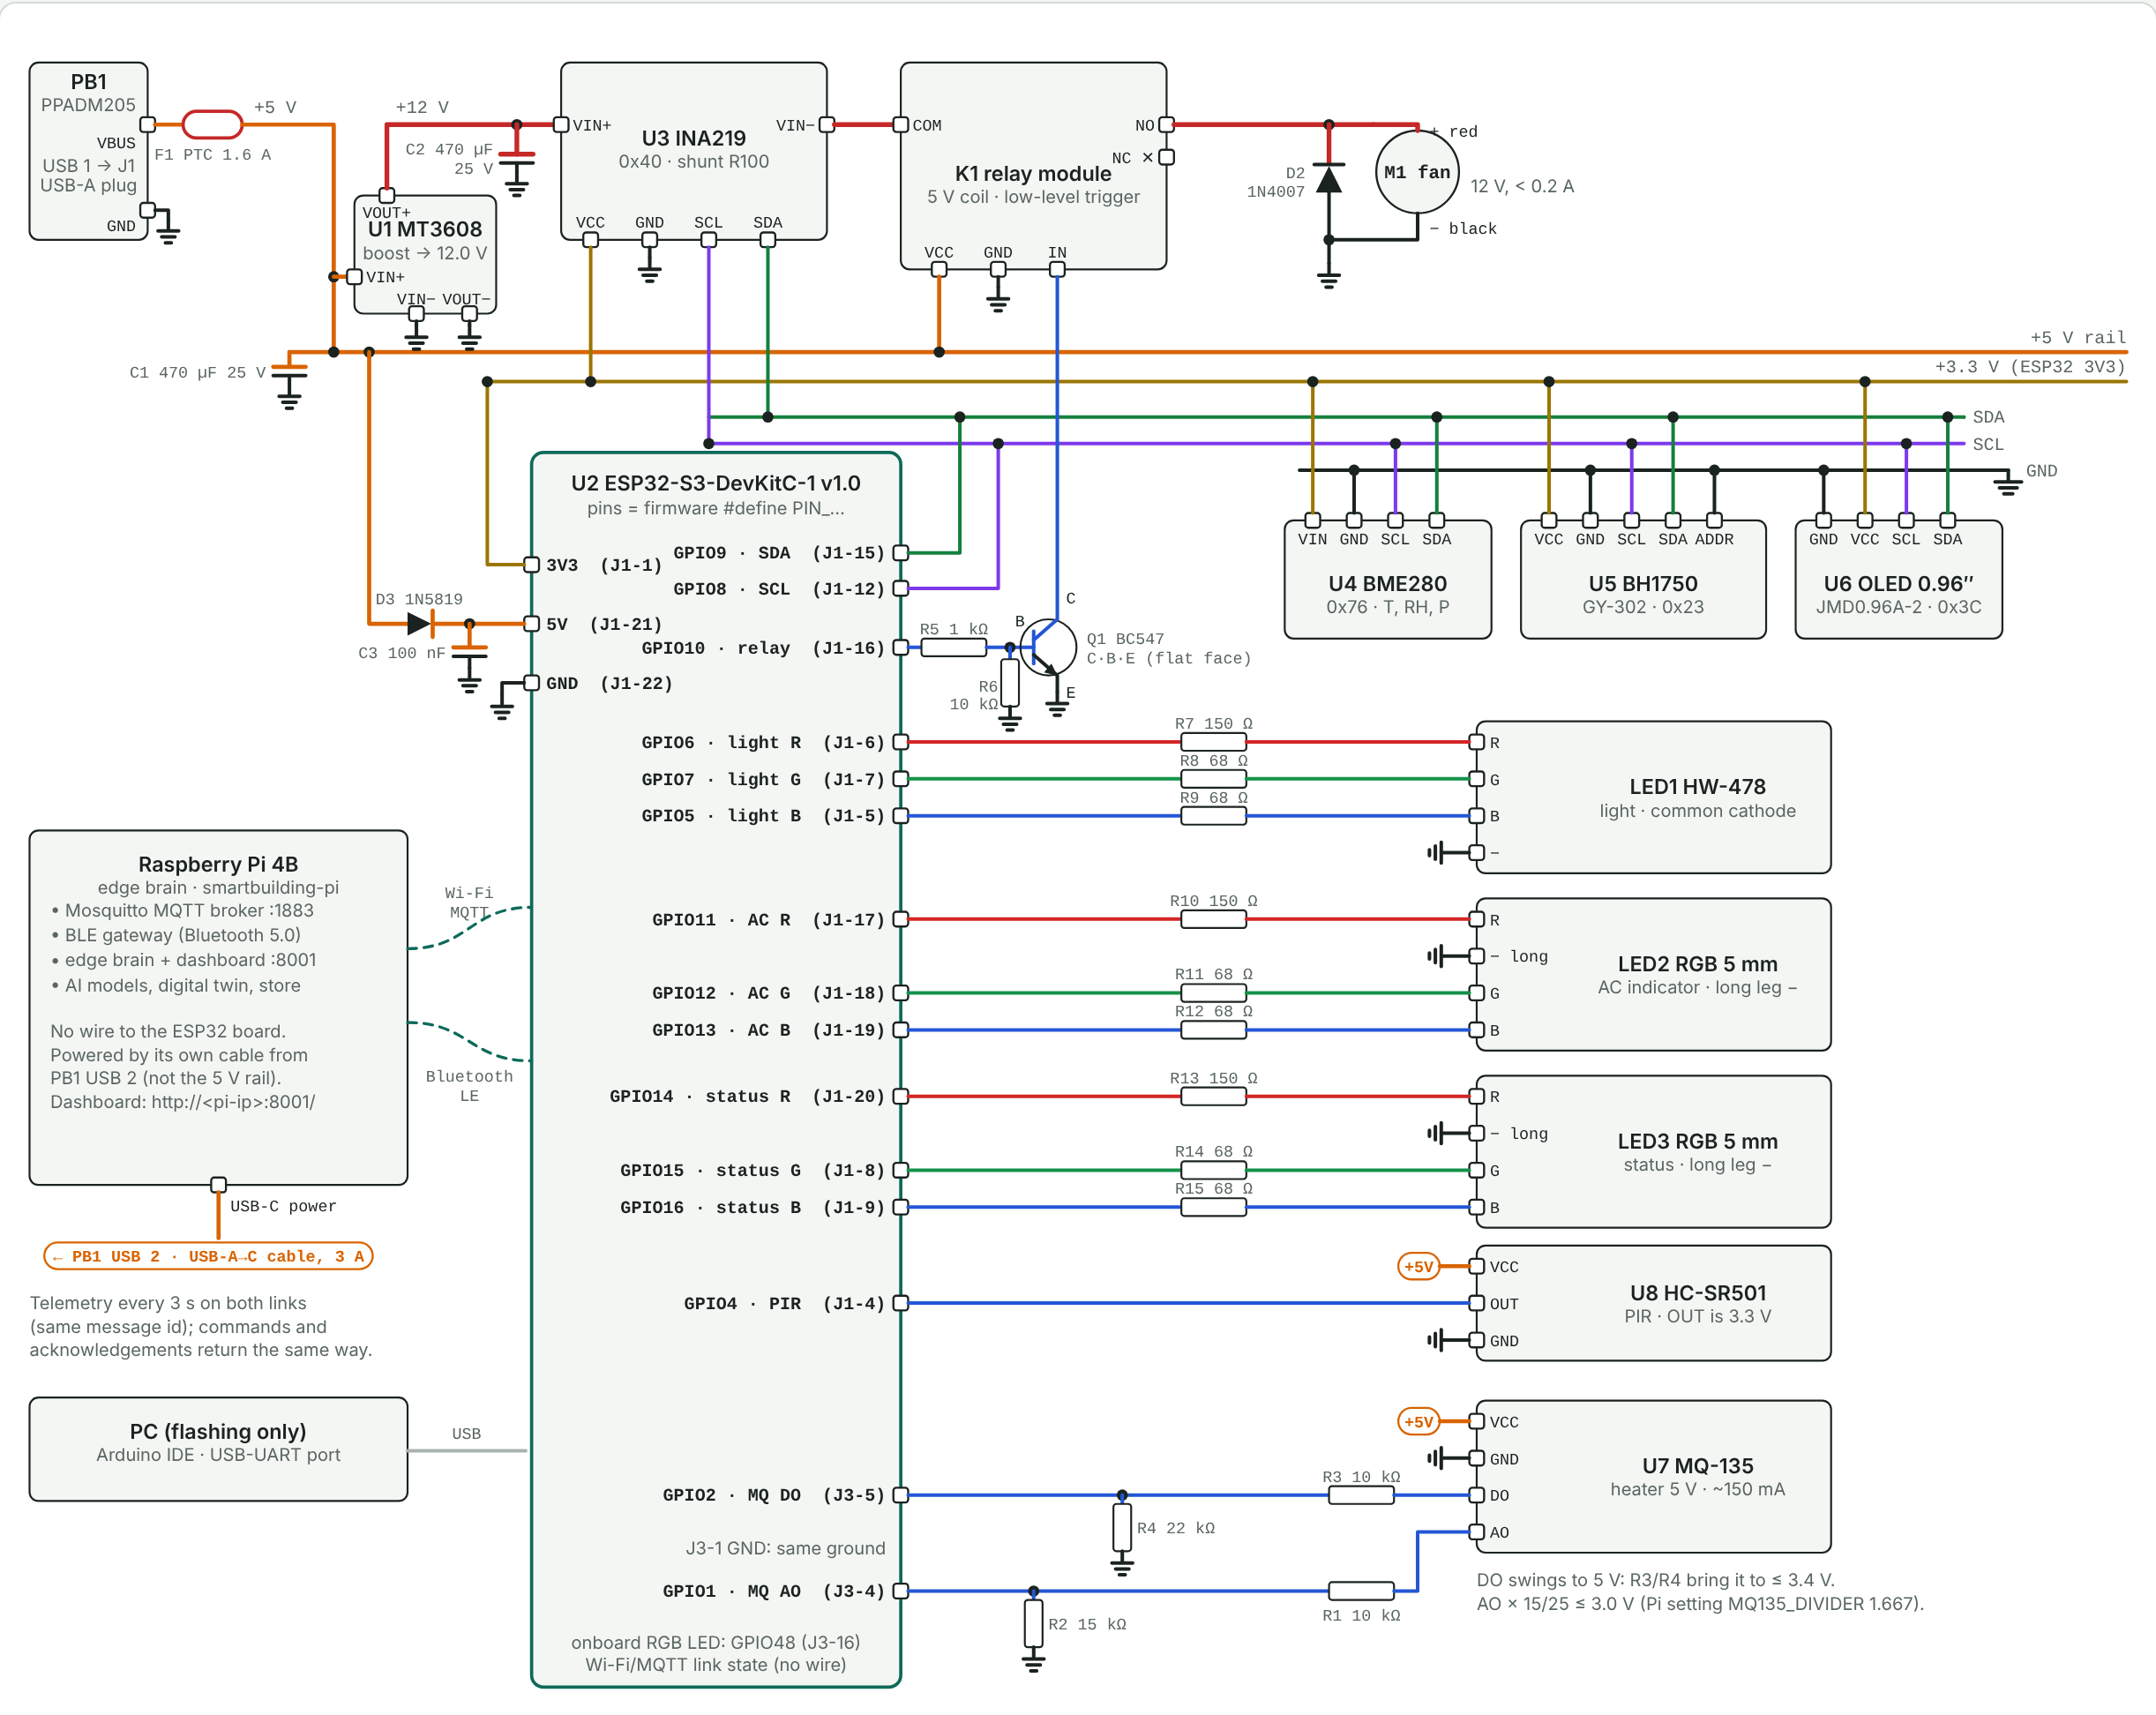 PB1
PPADM205
VBUS
USB 1 → J1
USB-A plug
GND
F1 PTC 1.6 A
+5 V
+12 V
C2 470 µF
25 V
VOUT+
U1 MT3608
boost → 12.0 V
VIN+
VIN− VOUT−
VIN+
U3 INA219
0x40 · shunt R100
VIN−
VCC
GND
SCL
SDA
COM
K1 relay module
5 V coil · low-level trigger
NO
NC ×
VCC
GND
IN
D2
1N4007
+ red
M1 fan
12 V, < 0.2 A
− black
C1 470 µF 25 V
+5 V rail
+3.3 V (ESP32 3V3)
SDA
SCL
GND
U2 ESP32-S3-DevKitC-1 v1.0
pins = firmware #define PIN_...
3V3 (J1-1)
GPIO9 · SDA (J1-15)
GPIO8 · SCL (J1-12)
D3 1N5819
C3 100 nF
5V (J1-21)
GPIO10 · relay (J1-16)
GND (J1-22)
R5 1 kΩ
R6
10 kΩ
B
C
E
Q1 BC547
C·B·E (flat face)
VIN GND SCL SDA
U4 BME280
0x76 · T, RH, P
VCC GND SCL SDA ADDR
U5 BH1750
GY-302 · 0x23
GND VCC SCL SDA
U6 OLED 0.96″
JMD0.96A-2 · 0x3C
GPIO6 · light R (J1-6)
GPIO7 · light G (J1-7)
GPIO5 · light B (J1-5)
R7 150 Ω
R8 68 Ω
R9 68 Ω
R
G
B
−
LED1 HW-478
light · common cathode
Raspberry Pi 4B
edge brain · smartbuilding-pi
• Mosquitto MQTT broker :1883
• BLE gateway (Bluetooth 5.0)
• edge brain + dashboard :8001
• AI models, digital twin, store
No wire to the ESP32 board.
Powered by its own cable from
PB1 USB 2 (not the 5 V rail).
Dashboard: http://<pi-ip>:8001/
Wi-Fi
MQTT
Bluetooth
LE
USB-C power
← PB1 USB 2 · USB-A→C cable, 3 A
Telemetry every 3 s on both links
(same message id); commands and
acknowledgements return the same way.
GPIO11 · AC R (J1-17)
GPIO12 · AC G (J1-18)
GPIO13 · AC B (J1-19)
R10 150 Ω
R11 68 Ω
R12 68 Ω
R
− long
G
B
LED2 RGB 5 mm
AC indicator · long leg −
GPIO14 · status R (J1-20)
GPIO15 · status G (J1-8)
GPIO16 · status B (J1-9)
R13 150 Ω
R14 68 Ω
R15 68 Ω
R
− long
G
B
LED3 RGB 5 mm
status · long leg −
GPIO4 · PIR (J1-4)
+5V
VCC
OUT
GND
U8 HC-SR501
PIR · OUT is 3.3 V
PC (flashing only)
Arduino IDE · USB-UART port
USB
GPIO2 · MQ DO (J3-5)
J3-1 GND: same ground
GPIO1 · MQ AO (J3-4)
onboard RGB LED: GPIO48 (J3-16)
Wi-Fi/MQTT link state (no wire)
R4 22 kΩ
R3 10 kΩ
R2 15 kΩ
R1 10 kΩ
+5V
VCC
GND
DO
AO
U7 MQ-135
heater 5 V · ~150 mA
DO swings to 5 V: R3/R4 bring it to ≤ 3.4 V.
AO × 15/25 ≤ 3.0 V (Pi setting MQ135_DIVIDER 1.667).